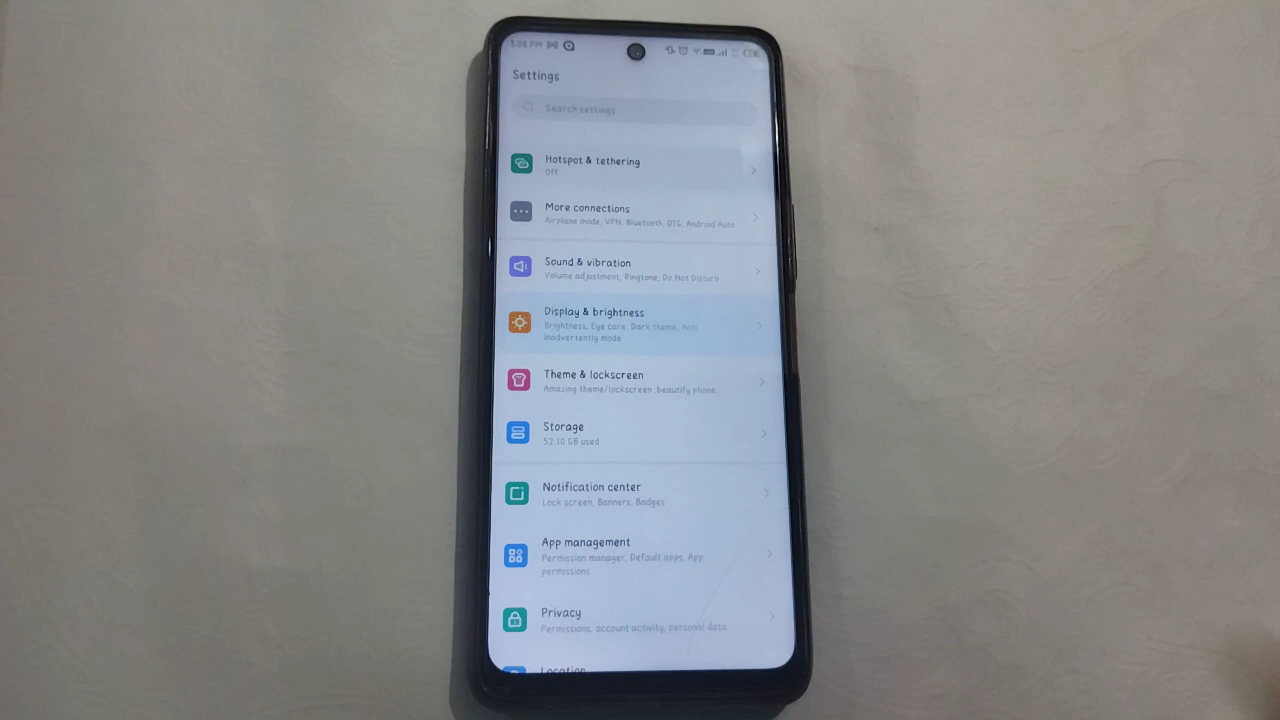 5:08 PM
Settings
Search settings
Hotspot & tethering
Off
More connections
Airplane mode, VPN, Bluetooth, OTG, Android Auto
Sound & vibration
Volume adjustment, Ringtone, Do Not Disturb
Display & brightness
Brightness, Eye care, Dark theme, Anti
inadvertently mode
Theme & lockscreen
Amazing theme/lockscreen ,beautify phone.
Storage
52.10 GB used
Notification center
Lock screen, Banners, Badges
App management
Permission manager, Default apps, App
permissions
Privacy
Permissions, account activity, personal data
Location